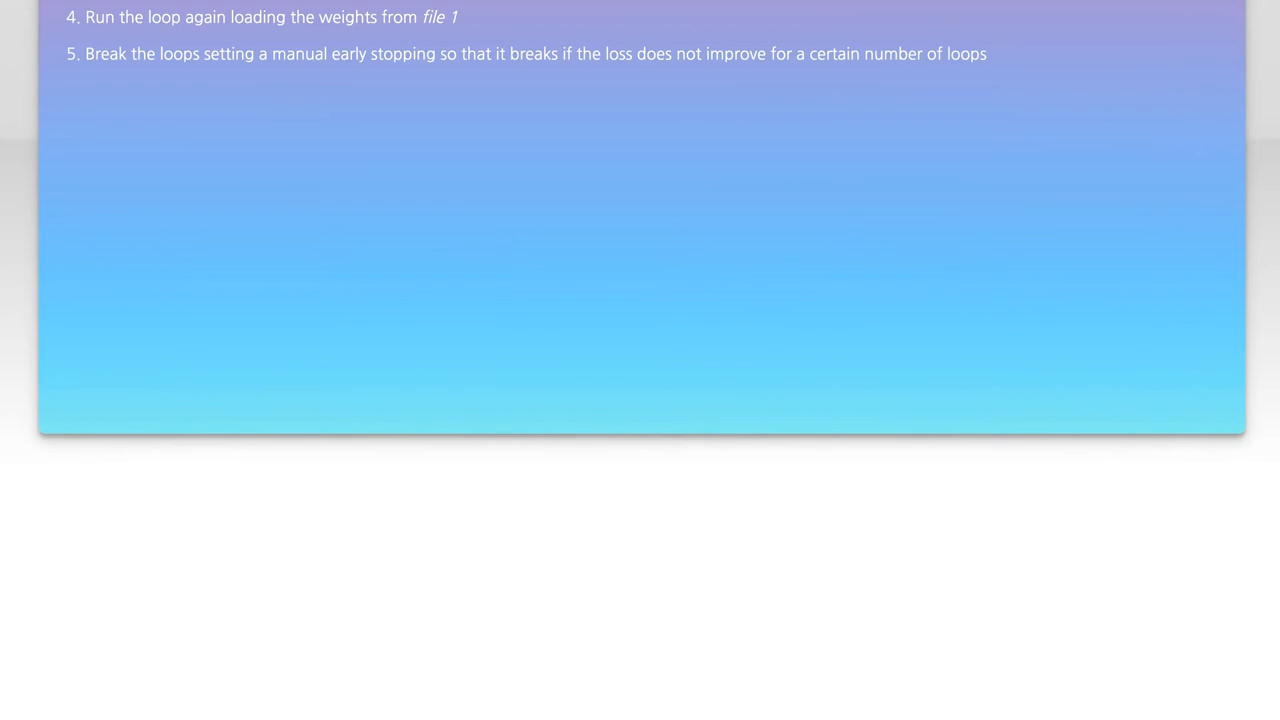 4. Run the loop again loading the weights from file 1
5. Break the loops setting a manual early stopping so that it breaks if the loss does not improve for a certain number of loops